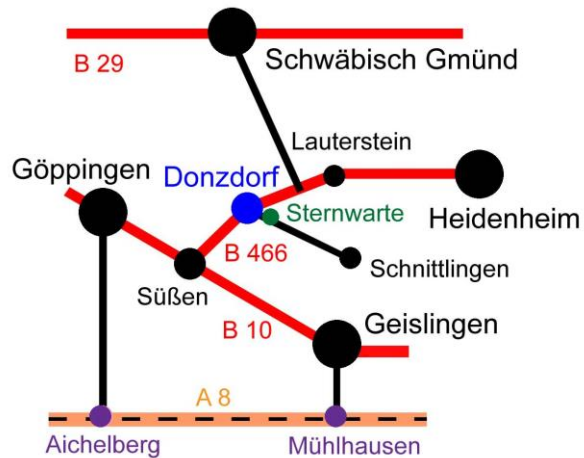 Schwäbisch Gmünd
B 29
Lauterstein
Göppingen
Donzdorf
Sternwarte
Heidenheim
B 466
Schnittlingen
Süßen
B 10
Geislingen
A 8
Aichelberg
Mühlhausen